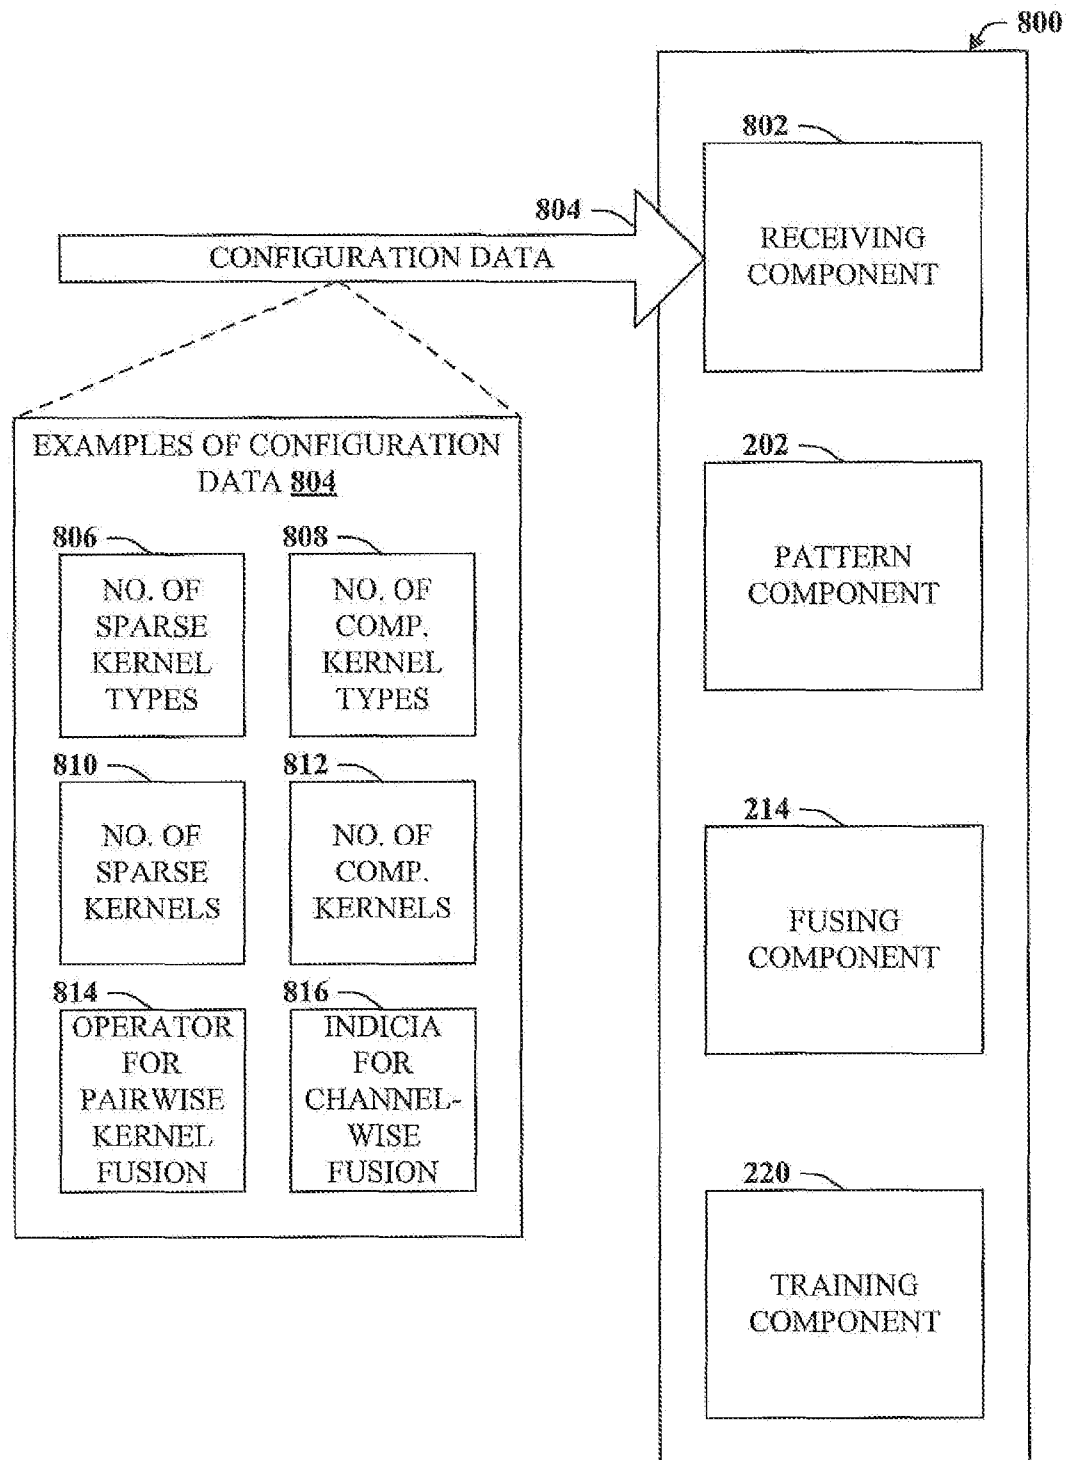 800
802
RECEIVING
COMPONENT
804
CONFIGURATION DATA
EXAMPLES OF CONFIGURATION
DATA 804
806
NO. OF
SPARSE
KERNEL
TYPES
808
NO. OF
COMP.
KERNEL
TYPES
810
NO. OF
SPARSE
KERNELS
812
NO. OF
COMP.
KERNELS
814
OPERATOR
FOR
PAIRWISE
KERNEL
FUSION
816
INDICIA
FOR
CHANNEL-
WISE
FUSION
202
PATTERN
COMPONENT
214
FUSING
COMPONENT
220
TRAINING
COMPONENT